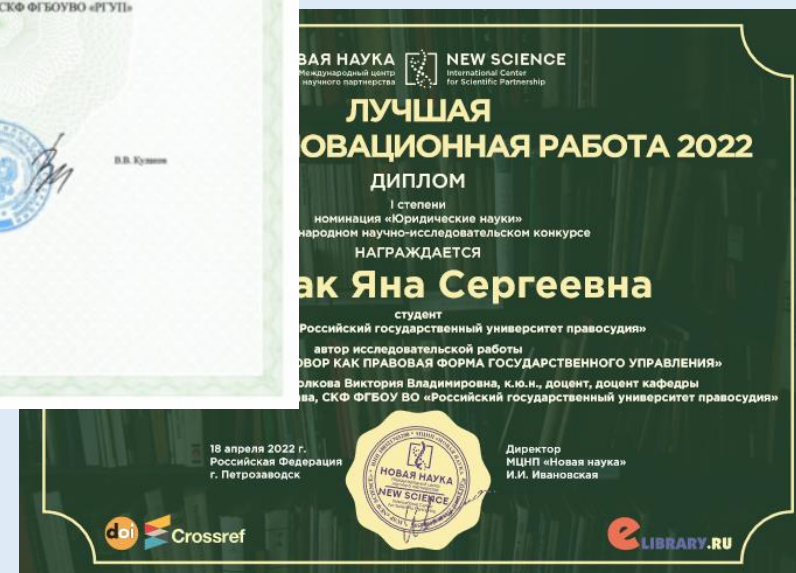 СКФ ФГБОУВО «РГУП»
В.В. Кулаков
ВАЯ НАУКА
Международный центр
научного партнерства
NEW SCIENCE
International Center
for Scientific Partnership
ЛУЧШАЯ
ОВАЦИОННАЯ РАБОТА 2022
ДИПЛОМ
I степени
номинация «Юридические науки»
народном научно-исследовательском конкурсе
НАГРАЖДАЕТСЯ
ак Яна Сергеевна
студент
Российский государственный университет правосудия»
автор исследовательской работы
ОВОР КАК ПРАВОВАЯ ФОРМА ГОСУДАРСТВЕННОГО УПРАВЛЕНИЯ»
олкова Виктория Владимировна, к.ю.н., доцент, доцент кафедры
ва, СКФ ФГБОУ ВО «Российский государственный университет правосудия»
18 апреля 2022 г.
Российская Федерация
г. Петрозаводск
НОВАЯ НАУКА
NEW SCIENCE
Директор
МЦНП «Новая наука»
И.И. Ивановская
doi
Crossref
eLIBRARY.RU